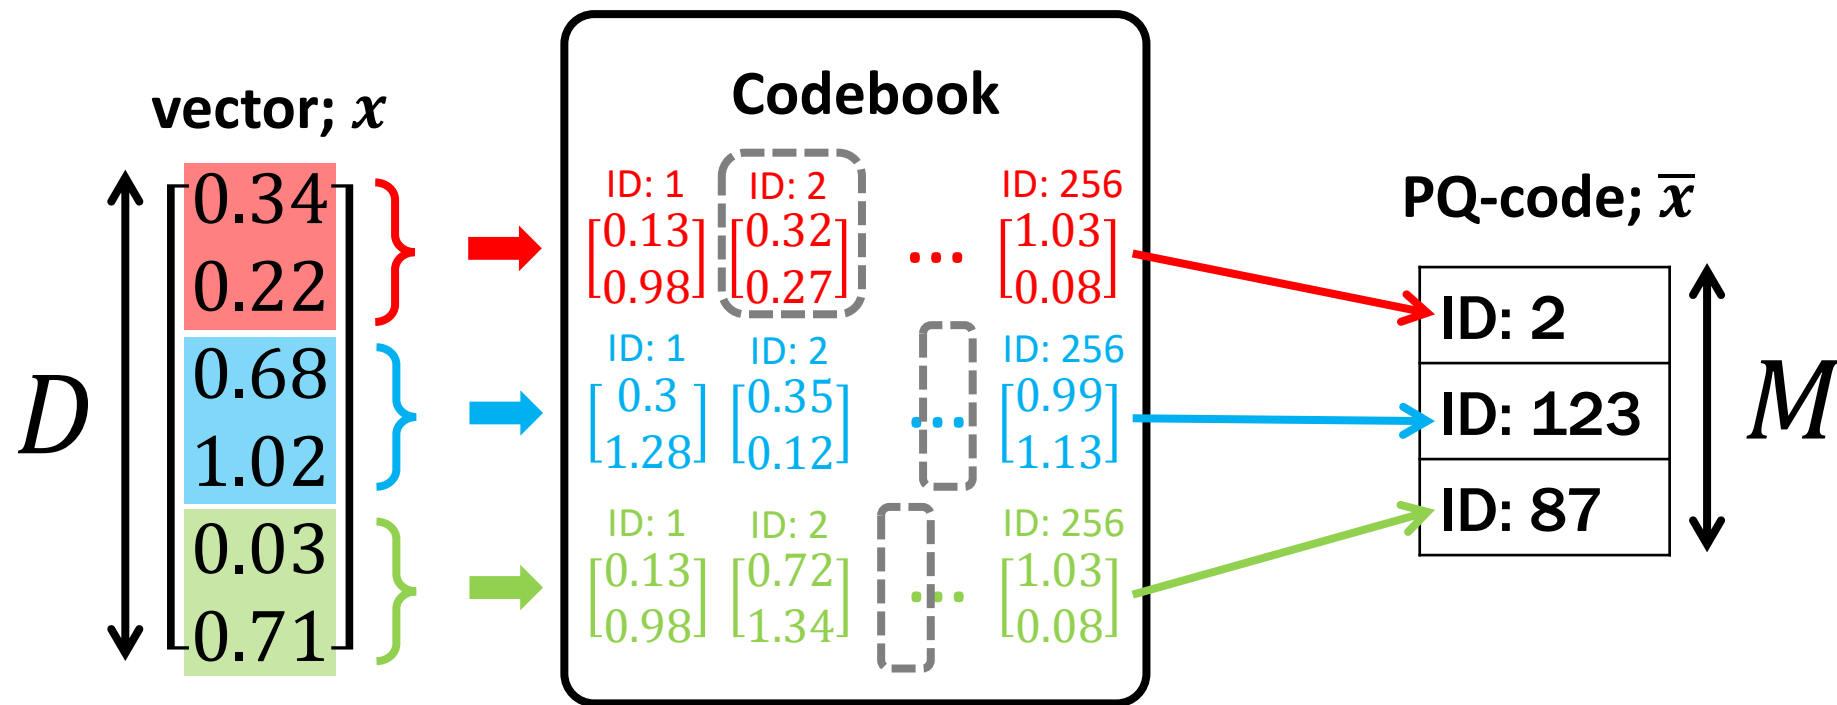 vector; x
D
0.34
0.22
0.68
1.02
0.03
0.71
Codebook
ID: 1 ID: 2 ID: 256
[0.13 [0.32 ... [1.03
0.98] 0.27] 0.08]
ID: 1 ID: 2 ID: 256
[0.3 [0.35 ... [0.99
1.28] 0.12] 1.13]
ID: 1 ID: 2 ID: 256
[0.13 [0.72 ... [1.03
0.98] 1.34] 0.08]
PQ-code; x̅
ID: 2
ID: 123
ID: 87
M